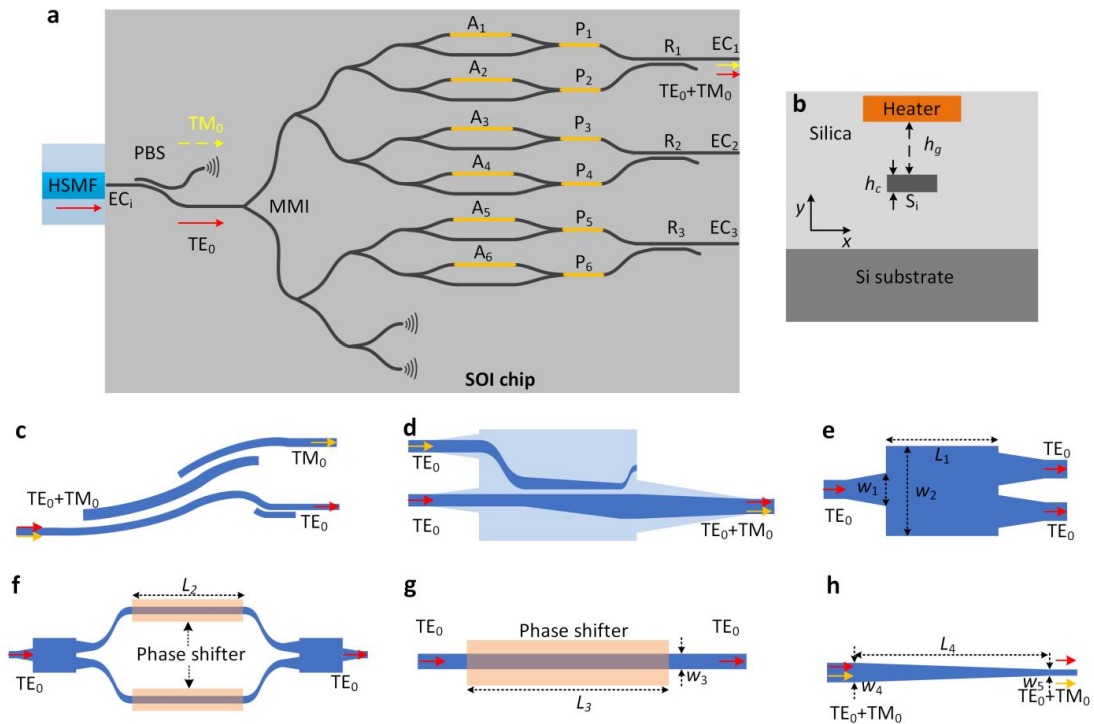 a
A1
P1
R1
EC1
A2
P2
TE0+TM0
TM0
PBS
A3
P3
R2
EC2
HSMF
ECi
A4
P4
MMI
TE0
A5
P5
R3
EC3
A6
P6
SOI chip
b
Heater
Silica
hg
hc
Si
y
x
Si substrate
c
TM0
TE0+TM0
TE0
d
TE0
TE0
TE0+TM0
e
L1
TE0
w1
w2
TE0
TE0
f
L2
Phase shifter
TE0
TE0
g
TE0
Phase shifter
TE0
w3
L3
h
L4
w4
w5
TE0+TM0
TE0+TM0